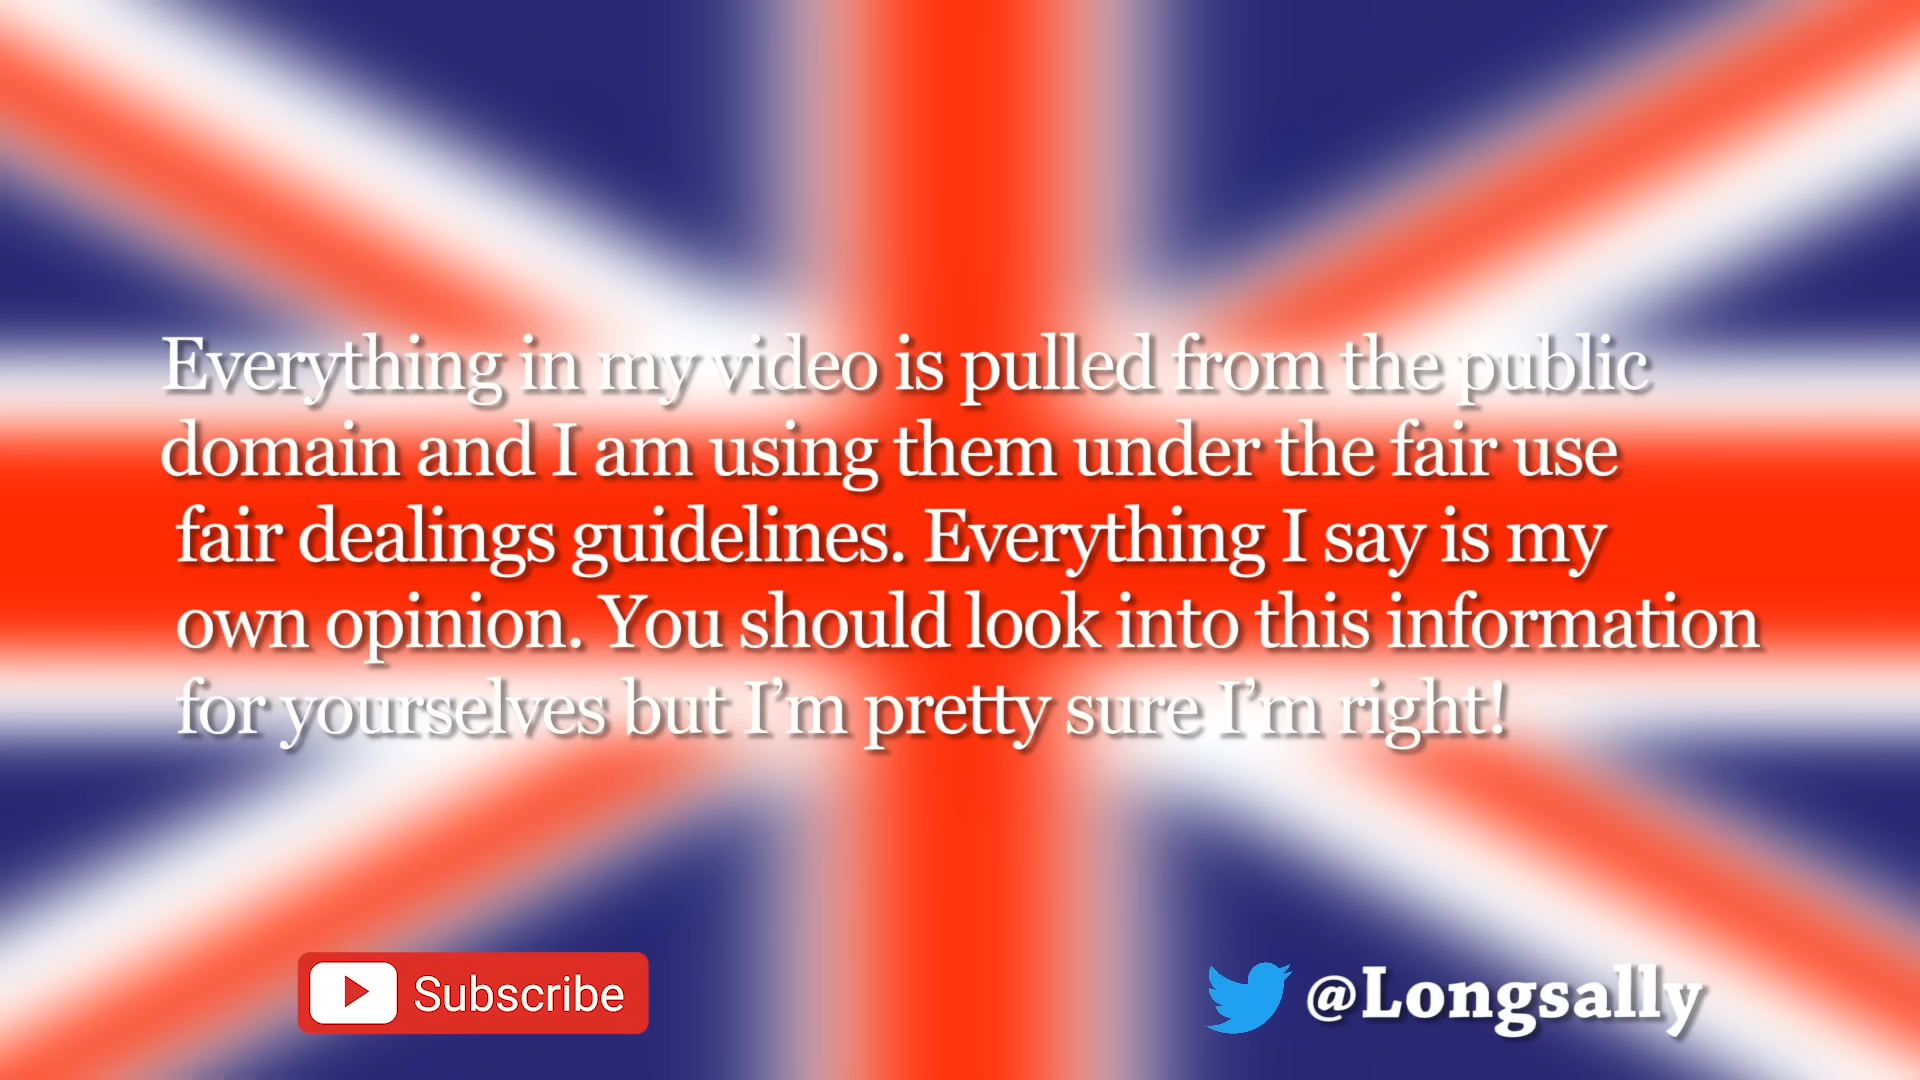 Everything in my video is pulled from the public
domain and I am using them under the fair use
fair dealings guidelines. Everything I say is my
own opinion. You should look into this information
for yourselves but I’m pretty sure I’m right!
Subscribe
@Longsally